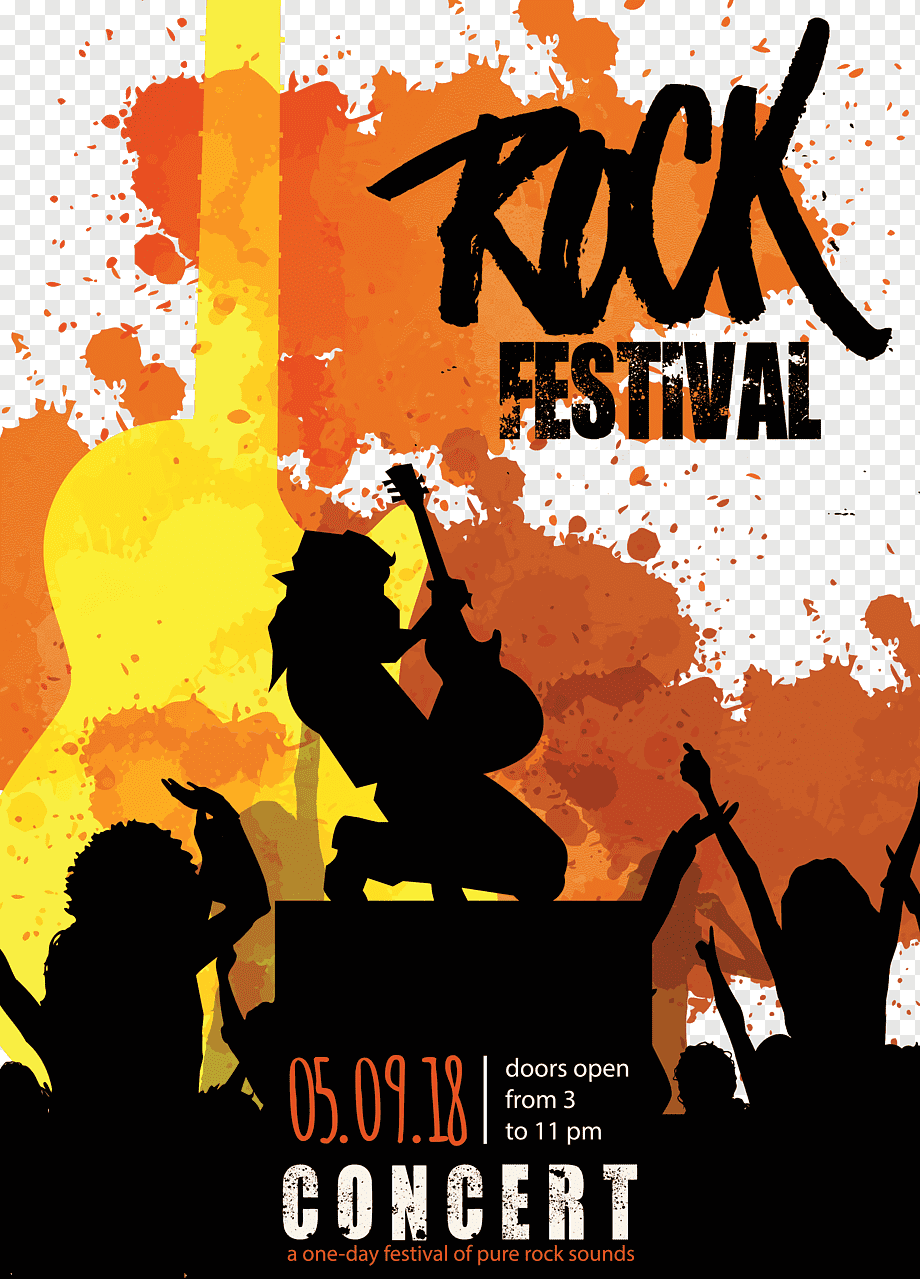 ROCK
FESTIVAL
05.09.18
doors open
from 3
to 11 pm
CONCERT
a one-day festival of pure rock sounds